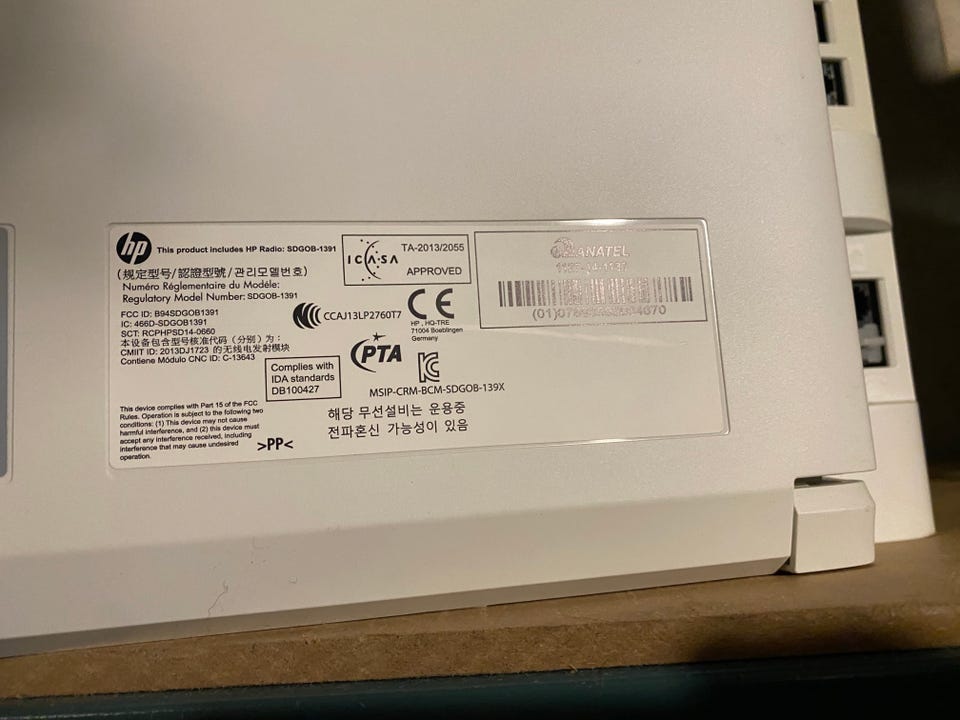 hp This product includes HP Radio: SDGOB-1391
(规定型号/認證型號/관리모델번호)
Numéro Réglementaire du Modéle:
Regulatory Model Number: SDGOB-1391
FCC ID: B94SDGOB1391
IC: 466D-SDGOB1391
SCT: RCPHPSD14-0660
本设备包含型号核准代码（分别）为:
CMIIT ID: 2013DJ1723 的无线电发射模块
Contiene Módulo CNC ID: C-13643
Complies with
IDA standards
DB100427
This device complies with Part 15 of the FCC
Rules. Operation is subject to the following two
conditions: (1) This device may not cause
harmful interference, and (2) this device must
accept any interference received, including
interference that may cause undesired
operation.
>PP<
ICASA
TA-2013/2055
APPROVED
CCAJ13LP2760T7
CE
HP, HQ-TRE
71004 Boeblingen
Germany
PTA
MSIP-CRM-BCM-SDGOB-139X
해당 무선설비는 운용중
전파혼신 가능성이 있음
ANATEL